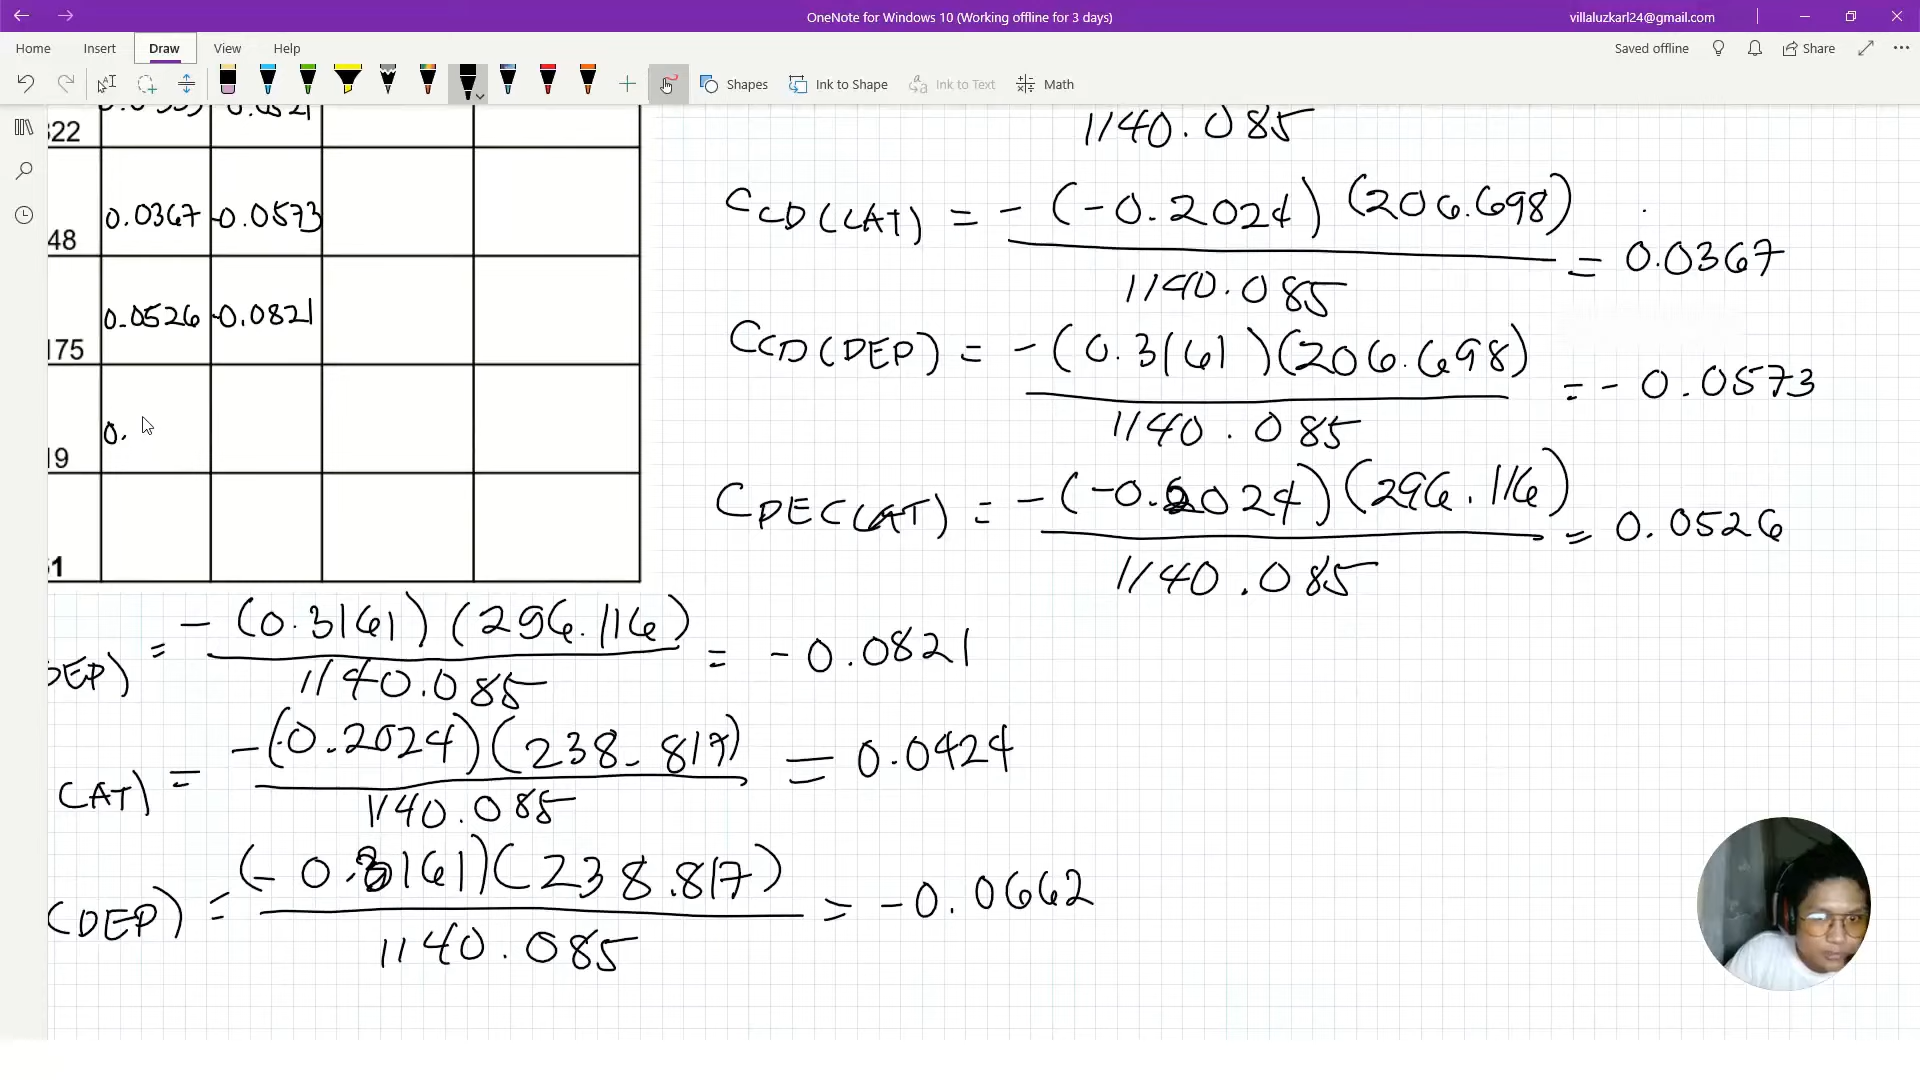 OneNote for Windows 10 (Working offline for 3 days)
villaluzkarl24@gmail.com
Home Insert Draw View Help
Saved offline
Share
Shapes
Ink to Shape
Ink to Text
Math
322
0.0367 -0.0573
48
0.0526 -0.0821
175
0.
19
1140.085
CCD(LAT) = -(-0.2024)(206.698)
1140.085
= 0.0367
CCD(DEP) = -(0.3161)(206.698)
1140.085
= -0.0573
CDE(LAT) = -(-0.2024)(296.116)
1140.085
= 0.0526
DEP) = -(0.3161)(296.116)
1140.085
= -0.0821
(LAT) = -(-0.2024)(238.817)
1140.085
= 0.0424
(DEP) = (-0.3161)(238.817)
1140.085
= -0.0662